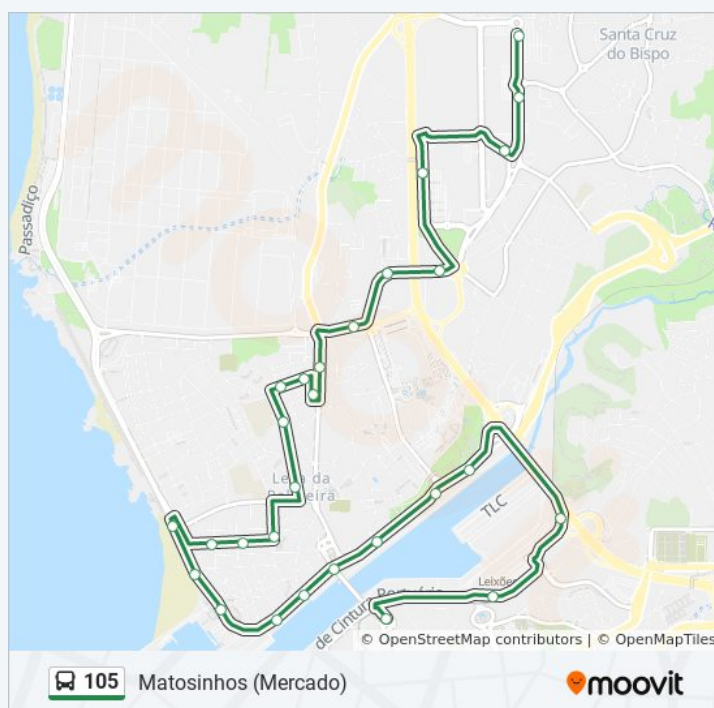 Santa Cruz
do Bispo
Passadiço
Leça da
Palmeira
TLC
Leixões
de Cintura Portuária
© OpenStreetMap contributors | © OpenMapTiles
105 Matosinhos (Mercado)
moovit